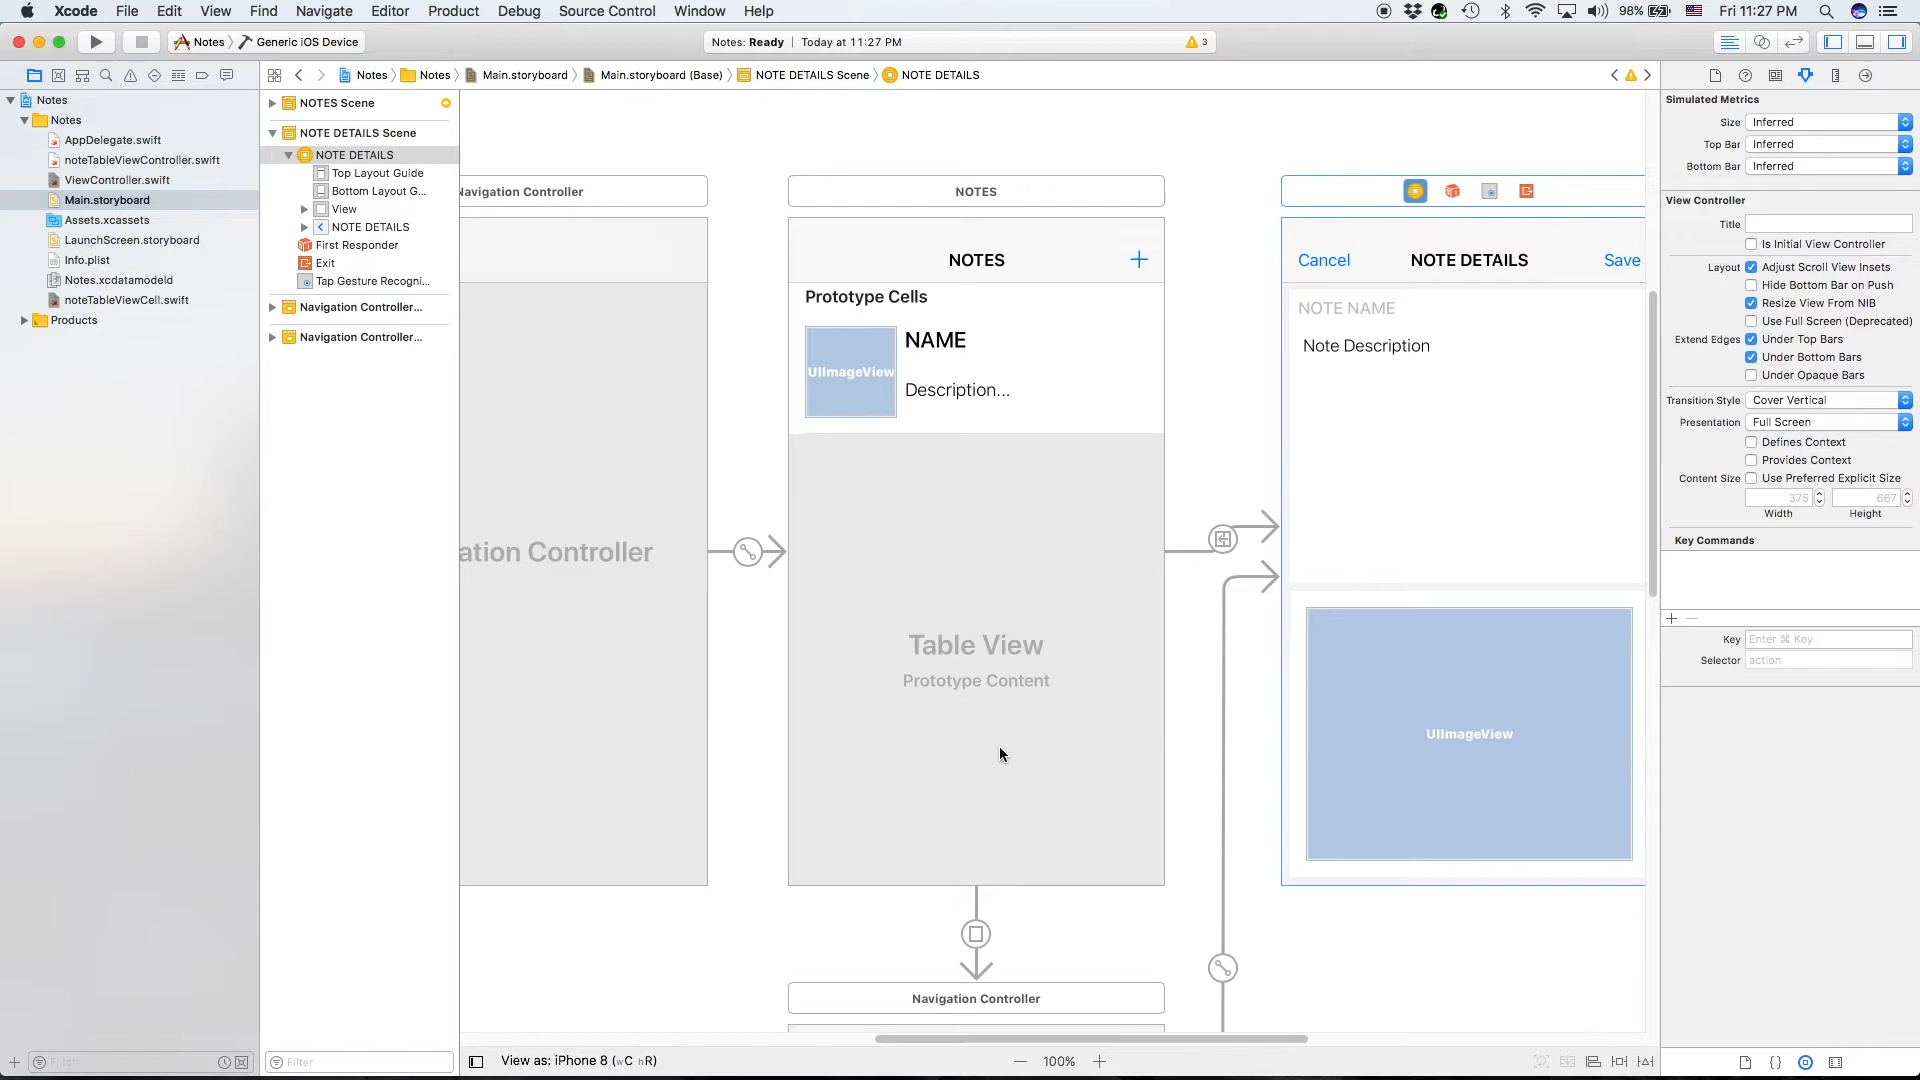 Xcode File Edit View Find Navigate Editor Product Debug Source Control Window Help
98% Fri 11:27 PM
Notes Generic iOS Device
Notes: Ready | Today at 11:27 PM
3
Notes Notes Main.storyboard Main.storyboard (Base) NOTE DETAILS Scene NOTE DETAILS
Notes
Notes
AppDelegate.swift
noteTableViewController.swift
ViewController.swift
Main.storyboard
Assets.xcassets
LaunchScreen.storyboard
Info.plist
Notes.xcdatamodeld
noteTableViewCell.swift
Products
Filter
NOTES Scene
NOTE DETAILS Scene
NOTE DETAILS
Top Layout Guide
Bottom Layout G...
View
NOTE DETAILS
First Responder
Exit
Tap Gesture Recogni...
Navigation Controller...
Navigation Controller...
Filter
Navigation Controller
ation Controller
NOTES
NOTES
Prototype Cells
UIImageView
NAME
Description...
Table View
Prototype Content
Navigation Controller
Cancel NOTE DETAILS Save
NOTE NAME
Note Description
UIImageView
View as: iPhone 8 (wC hR)
100%
Simulated Metrics
Size Inferred
Top Bar Inferred
Bottom Bar Inferred
View Controller
Title
Is Initial View Controller
Layout Adjust Scroll View Insets
Hide Bottom Bar on Push
Resize View From NIB
Use Full Screen (Deprecated)
Extend Edges Under Top Bars
Under Bottom Bars
Under Opaque Bars
Transition Style Cover Vertical
Presentation Full Screen
Defines Context
Provides Context
Content Size Use Preferred Explicit Size
375 667
Width Height
Key Commands
Key Enter ⌘ Key
Selector action